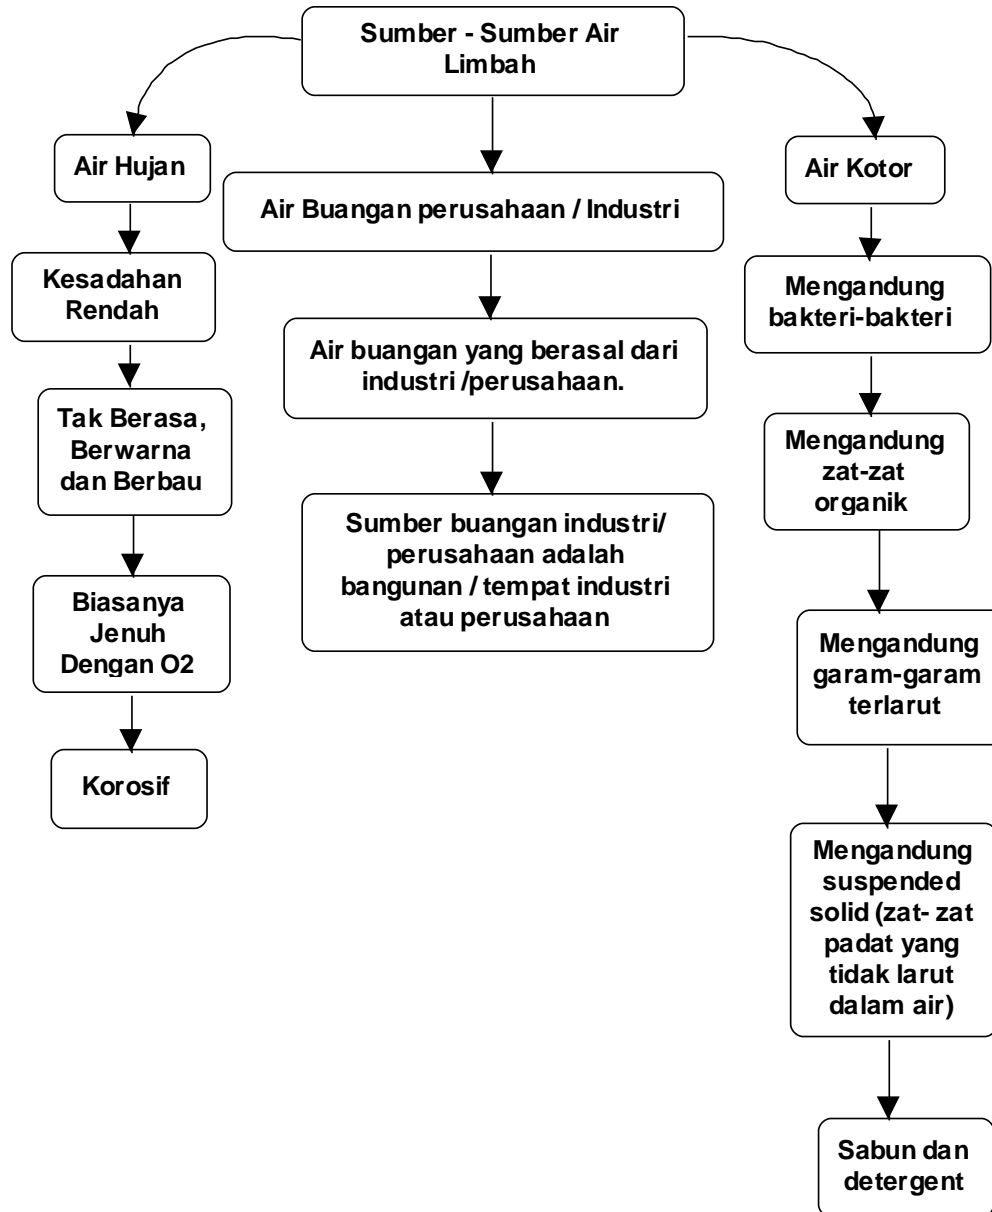 Sumber - Sumber Air
Limbah
Air Hujan
Kesadahan
Rendah
Tak Berasa,
Berwarna
dan Berbau
Biasanya
Jenuh
Dengan O2
Korosif
Air Buangan perusahaan / Industri
Air buangan yang berasal dari
industri /perusahaan.
Sumber buangan industri/
perusahaan adalah
bangunan / tempat industri
atau perusahaan
Air Kotor
Mengandung
bakteri-bakteri
Mengandung
zat-zat
organik
Mengandung
garam-garam
terlarut
Mengandung
suspended
solid (zat- zat
padat yang
tidak larut
dalam air)
Sabun dan
detergent